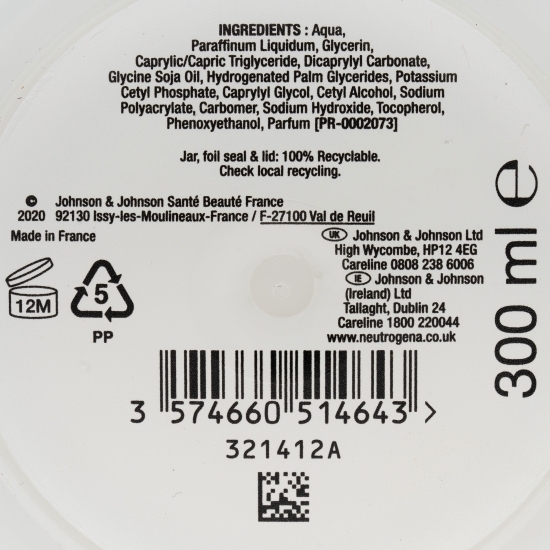 INGREDIENTS : Aqua,
Paraffinum Liquidum, Glycerin,
Caprylic/Capric Triglyceride, Dicaprylyl Carbonate,
Glycine Soja Oil, Hydrogenated Palm Glycerides, Potassium
Cetyl Phosphate, Caprylyl Glycol, Cetyl Alcohol, Sodium
Polyacrylate, Carbomer, Sodium Hydroxide, Tocopherol,
Phenoxyethanol, Parfum [PR-0002073]
Jar, foil seal & lid: 100% Recyclable.
Check local recycling.
© Johnson & Johnson Santé Beauté France
2020 92130 Issy-les-Moulineaux-France / F-27100 Val de Reuil
Made in France
12M
5
PP
UK Johnson & Johnson Ltd
High Wycombe, HP12 4EG
Careline 0808 238 6006
IE Johnson & Johnson
(Ireland) Ltd
Tallaght, Dublin 24
Careline 1800 220044
www.neutrogena.co.uk
300 ml e
3 574660 514643 >
321412A